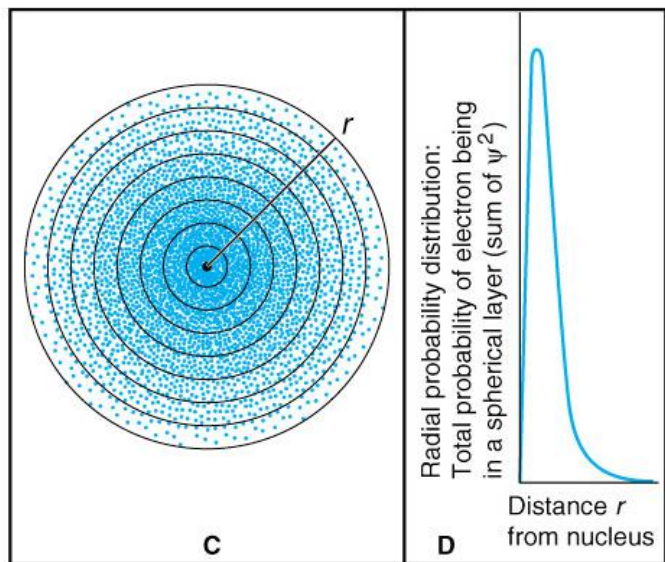 r
C
Radial probability distribution:
Total probability of electron being
in a spherical layer (sum of ψ²)
D
Distance r
from nucleus